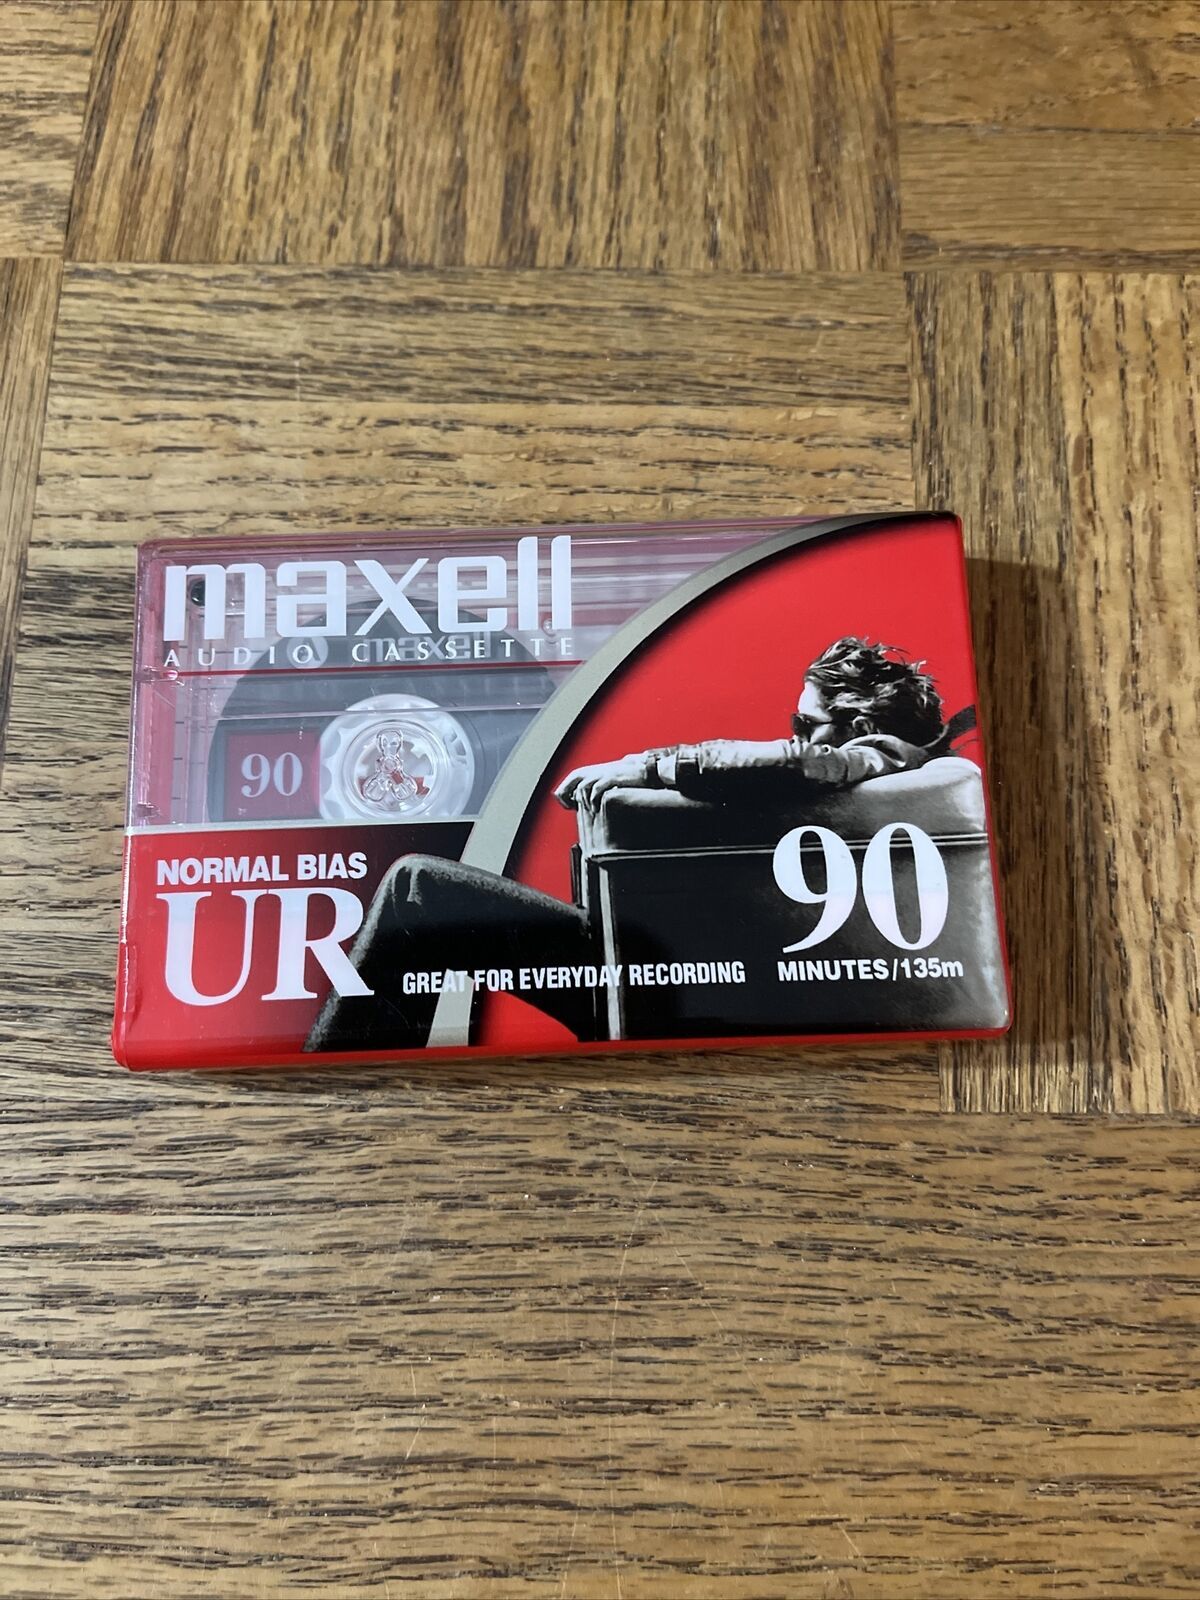 maxell
AUDIO CASSETTE
maxell
90
NORMAL BIAS
UR
GREAT FOR EVERYDAY RECORDING
90
MINUTES/135m